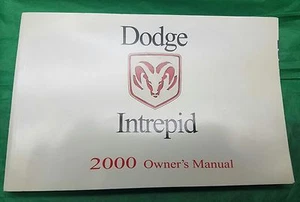 Dodge
Intrepid
2000 Owner's Manual